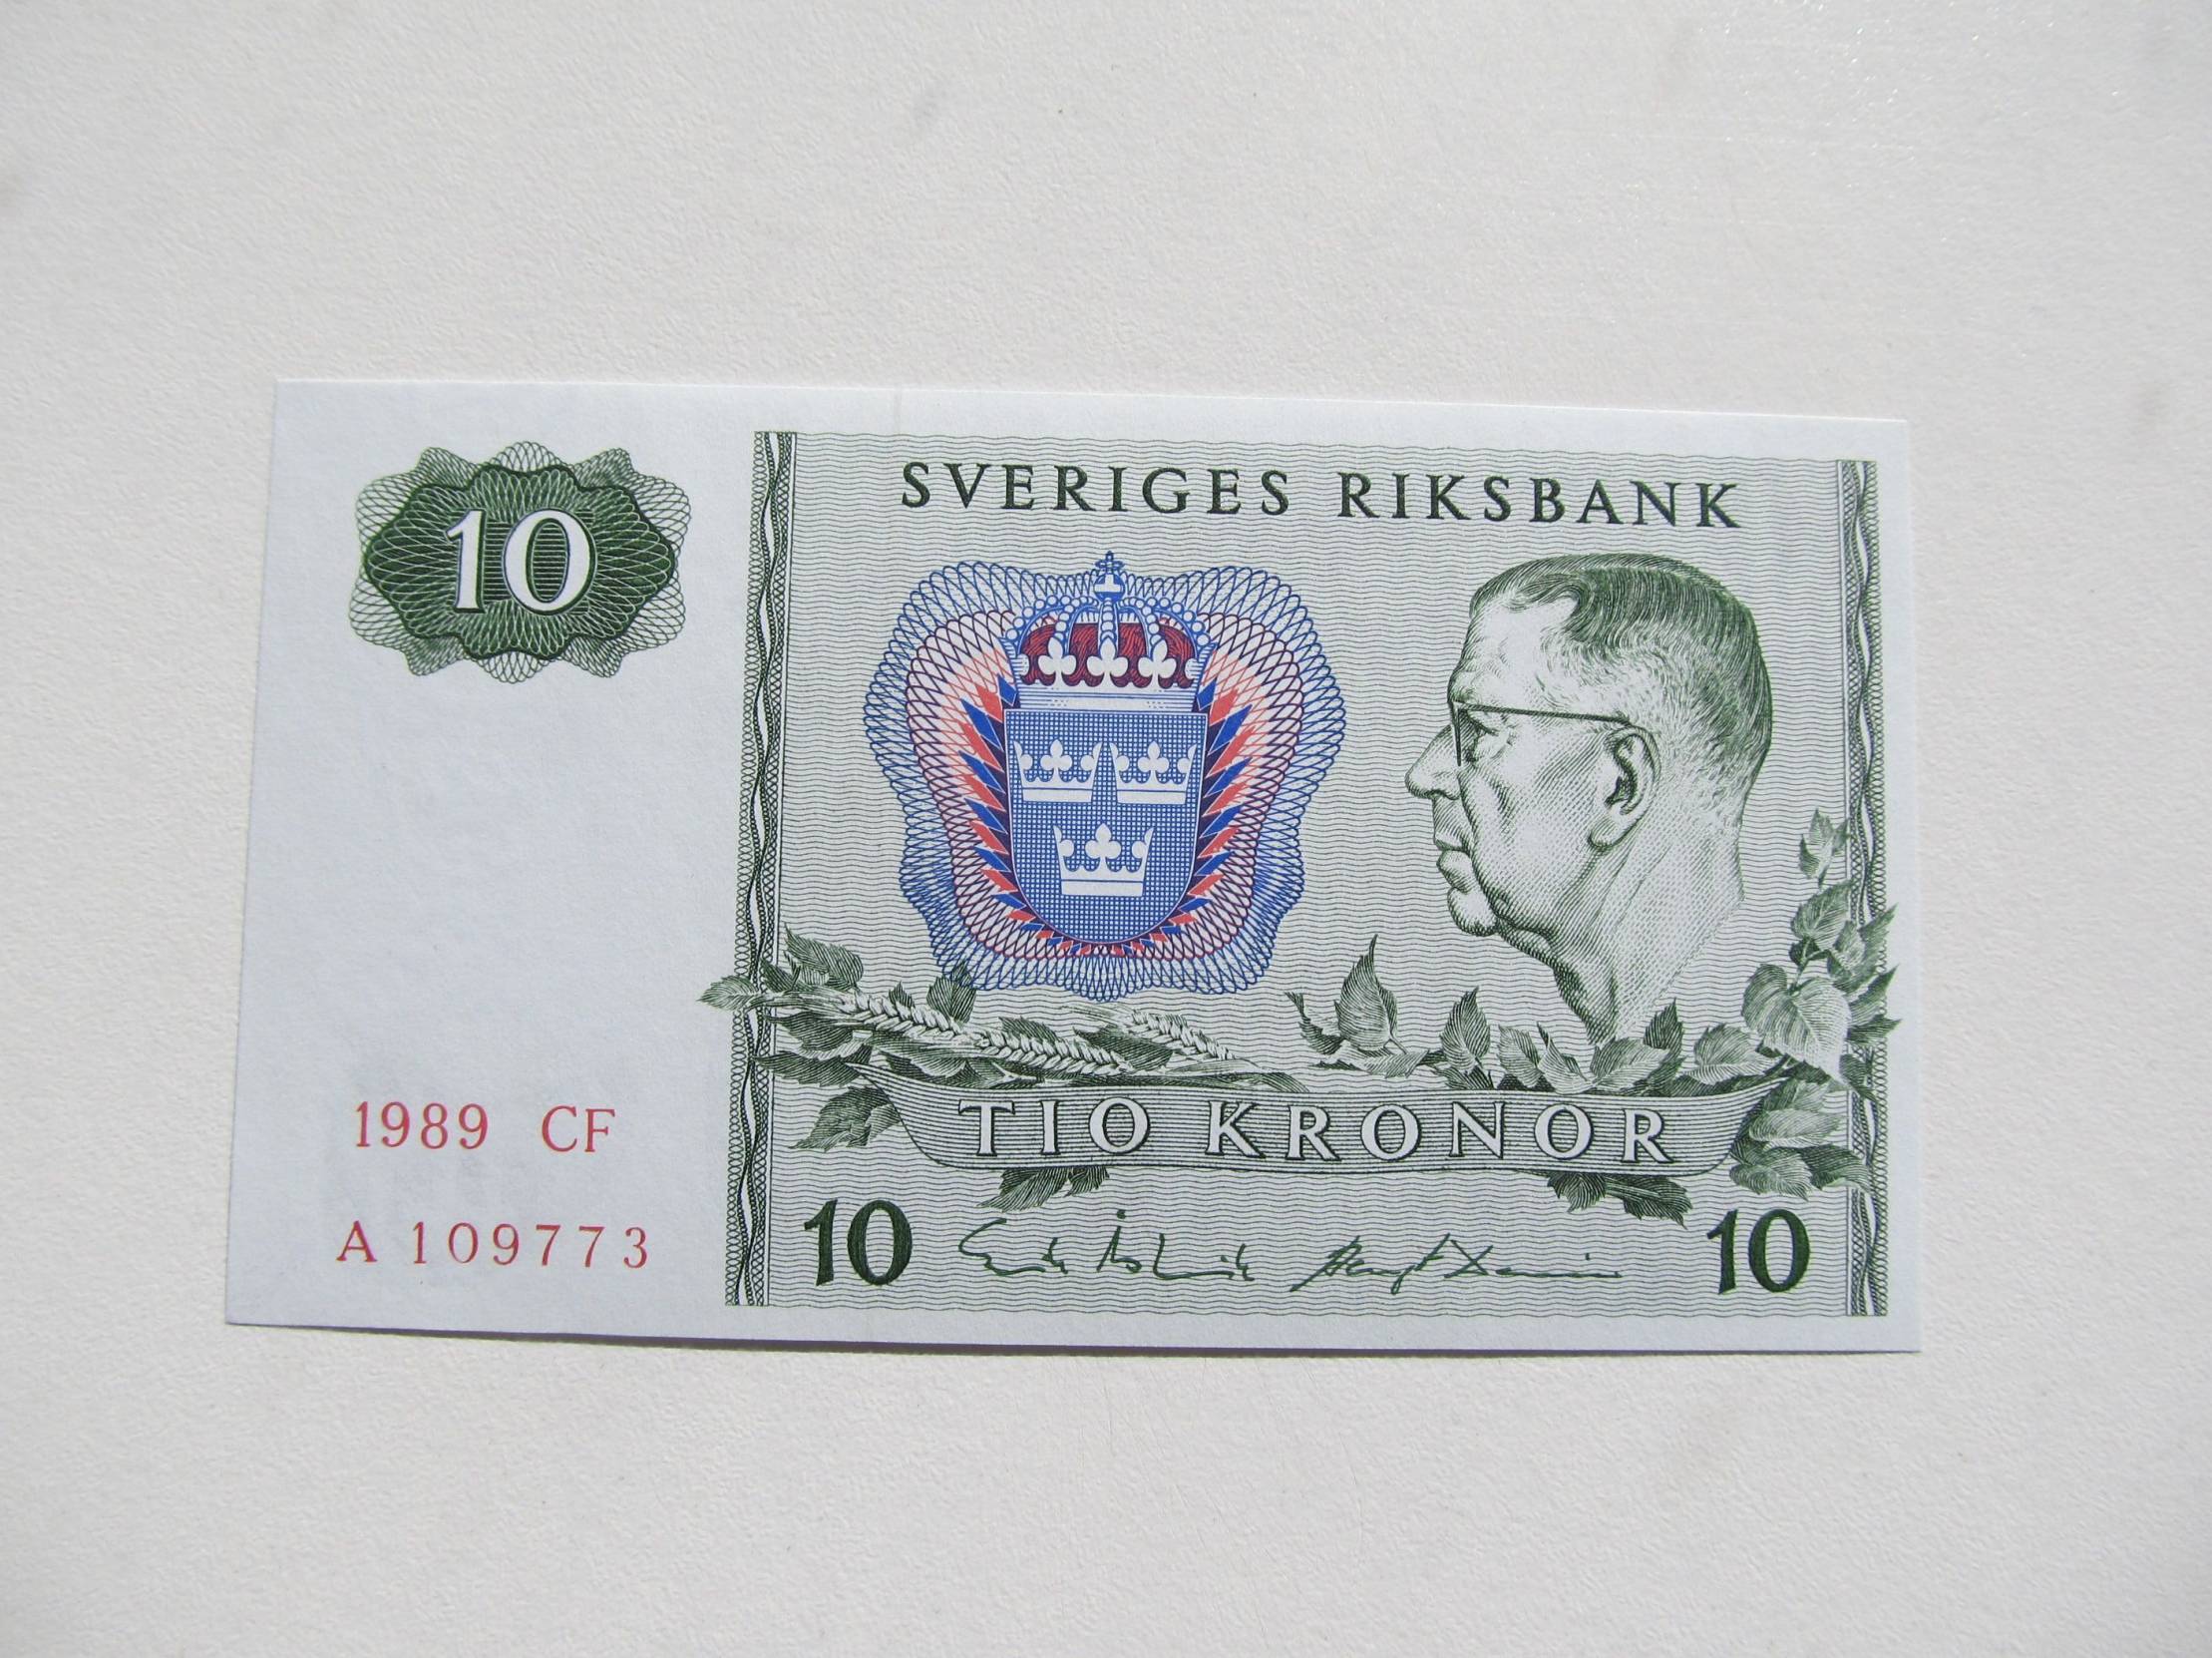 10
SVERIGES RIKSBANK
TIO KRONOR
1989 CF
A 109773
10
10